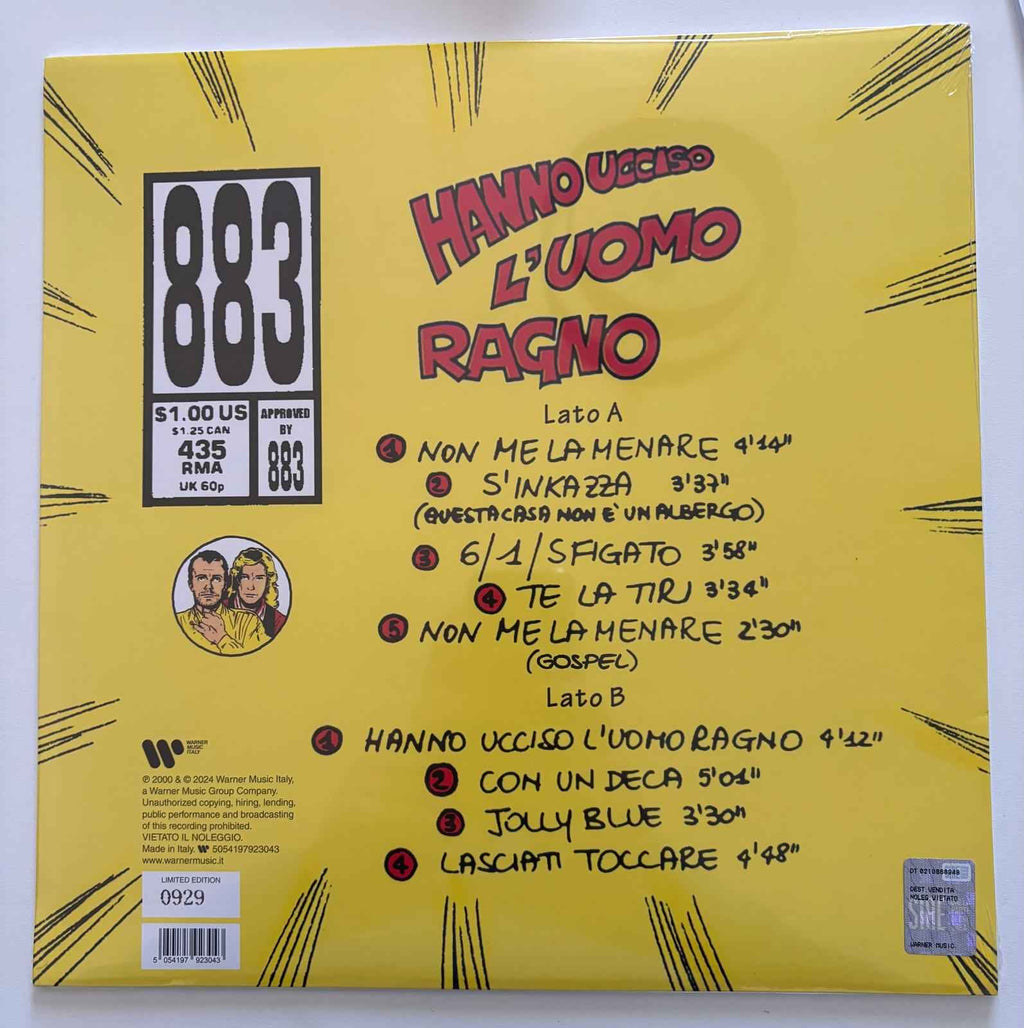 883
$1.00 US
$1.25 CAN
435
RMA
UK 60p
APPROVED
BY
883
HANNO UCCISO
L'UOMO
RAGNO
Lato A
1 NON ME LA MENARE 4'14"
2 S'INKAZZA 3'37"
(QUESTA CASA NON E' UN ALBERGO)
3 6/1/SFIGATO 3'58"
4 TE LA TIRI 3'34"
5 NON ME LA MENARE 2'30"
(GOSPEL)
Lato B
1 HANNO UCCISO L'UOMO RAGNO 4'12"
2 CON UN DECA 5'01"
3 JOLLY BLUE 3'30"
4 LASCIATI TOCCARE 4'48"
WARNER
MUSIC
ITALY
℗ 2000 & © 2024 Warner Music Italy,
a Warner Music Group Company.
Unauthorized copying, hiring, lending,
public performance and broadcasting
of this recording prohibited.
VIETATO IL NOLEGGIO.
Made in Italy. 5054197923043
www.warnermusic.it
LIMITED EDITION
0929
5 054197 923043
DEST.VENDITA
NOLEG.VIETATO
WARNER MUSIC